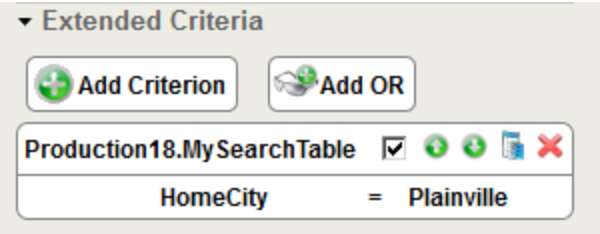 Extended Criteria
Add Criterion Add OR
Production18.MySearchTable
HomeCity = Plainville